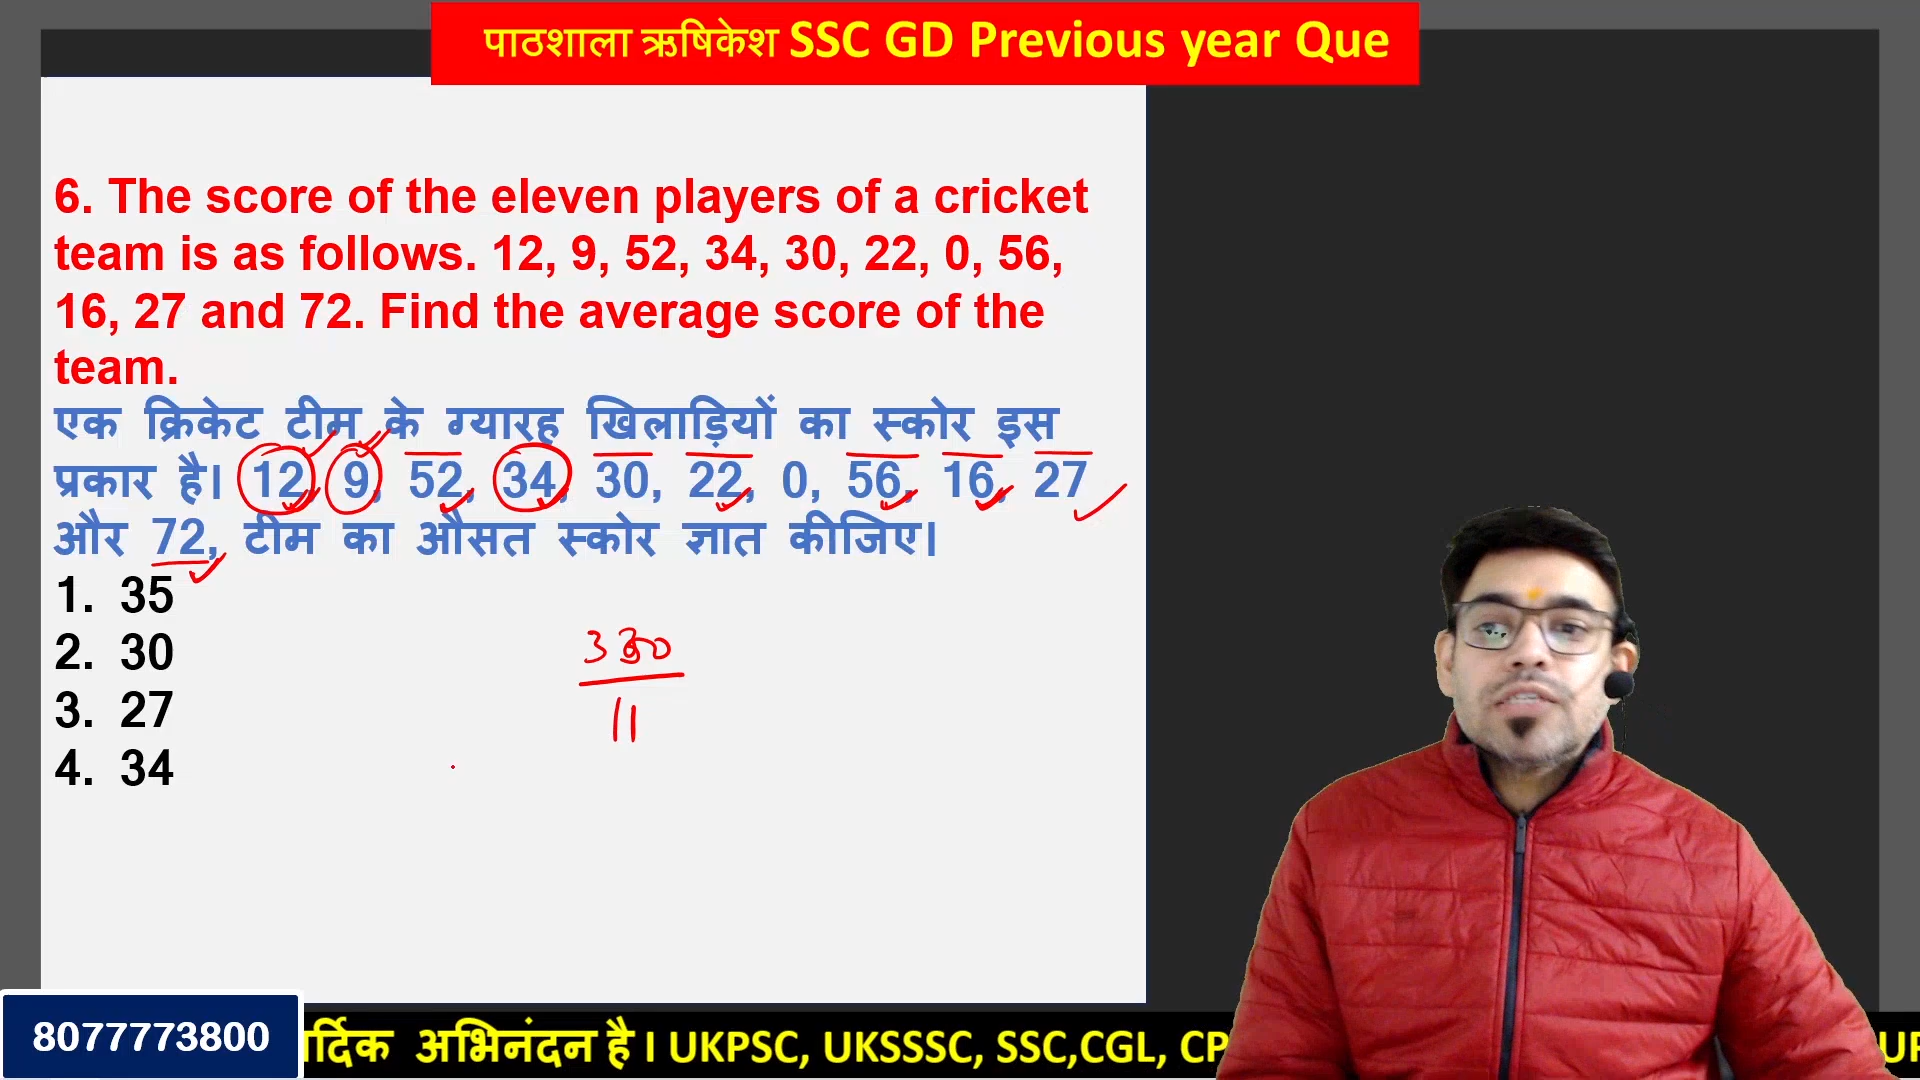 पाठशाला ऋषिकेश SSC GD Previous year Que
6. The score of the eleven players of a cricket
team is as follows. 12, 9, 52, 34, 30, 22, 0, 56,
16, 27 and 72. Find the average score of the
team.
एक क्रिकेट टीम के ग्यारह खिलाड़ियों का स्कोर इस
प्रकार है। 12, 9, 52, 34, 30, 22, 0, 56, 16, 27
और 72, टीम का औसत स्कोर ज्ञात कीजिए।
1. 35
2. 30
3. 27
4. 34
330
11
8077773800
अभिनंदन है । UKPSC, UKSSSC, SSC,CGL, CP